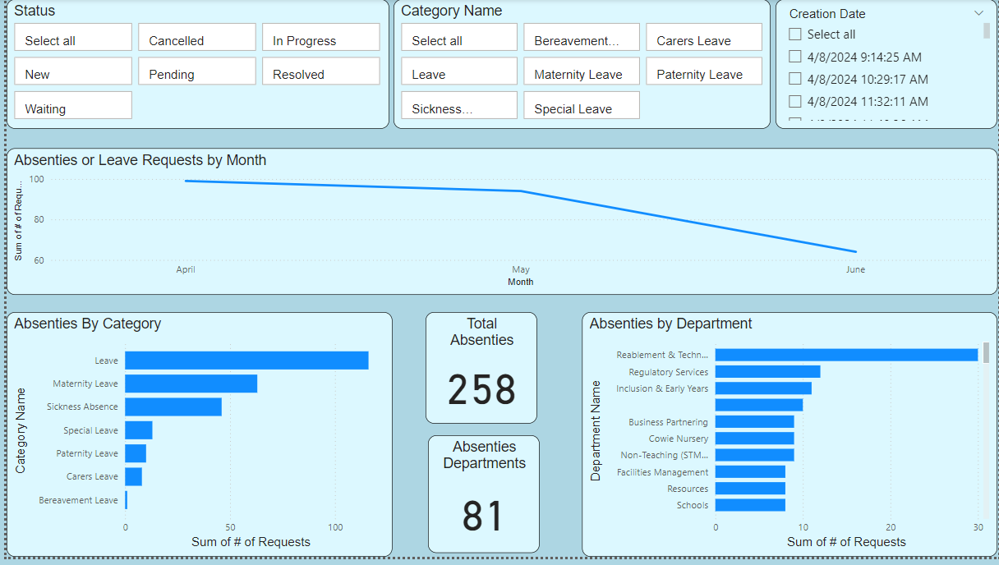 Status
Select all
Cancelled
In Progress
New
Pending
Resolved
Waiting
Category Name
Select all
Bereavement...
Carers Leave
Leave
Maternity Leave
Paternity Leave
Sickness...
Special Leave
Creation Date
Select all
4/8/2024 9:14:25 AM
4/8/2024 10:29:17 AM
4/8/2024 11:32:11 AM
Absenties or Leave Requests by Month
Sum of # of Requ...
100
80
60
April
May
June
Month
Absenties By Category
Category Name
Leave
Maternity Leave
Sickness Absence
Special Leave
Paternity Leave
Carers Leave
Bereavement Leave
0
50
100
Sum of # of Requests
Total
Absenties
258
Absenties
Departments
81
Absenties by Department
Department Name
Reablement & Techn...
Regulatory Services
Inclusion & Early Years
Business Partnering
Cowie Nursery
Non-Teaching (STM...
Facilities Management
Resources
Schools
0
10
20
30
Sum of # of Requests